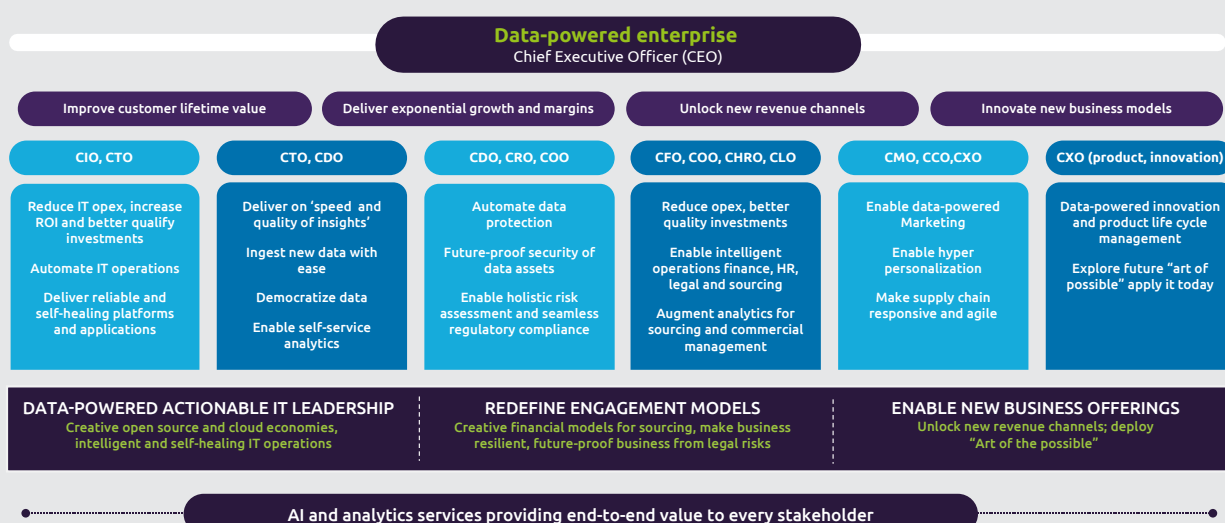 Data-powered enterprise
Chief Executive Officer (CEO)
Improve customer lifetime value
Deliver exponential growth and margins
Unlock new revenue channels
Innovate new business models
CIO, CTO
Reduce IT opex, increase
ROI and better qualify
investments
Automate IT operations
Deliver reliable and
self-healing platforms
and applications
CTO, CDO
Deliver on ‘speed and
quality of insights’
Ingest new data with
ease
Democratize data
Enable self-service
analytics
CDO, CRO, COO
Automate data
protection
Future-proof security of
data assets
Enable holistic risk
assessment and seamless
regulatory compliance
CFO, COO, CHRO, CLO
Reduce opex, better
quality investments
Enable intelligent
operations finance, HR,
legal and sourcing
Augment analytics for
sourcing and commercial
management
CMO, CCO,CXO
Enable data-powered
Marketing
Enable hyper
personalization
Make supply chain
responsive and agile
CXO (product, innovation)
Data-powered innovation
and product life cycle
management
Explore future “art of
possible” apply it today
DATA-POWERED ACTIONABLE IT LEADERSHIP
Creative open source and cloud economies,
intelligent and self-healing IT operations
REDEFINE ENGAGEMENT MODELS
Creative financial models for sourcing, make business
resilient, future-proof business from legal risks
ENABLE NEW BUSINESS OFFERINGS
Unlock new revenue channels; deploy
“Art of the possible”
AI and analytics services providing end-to-end value to every stakeholder